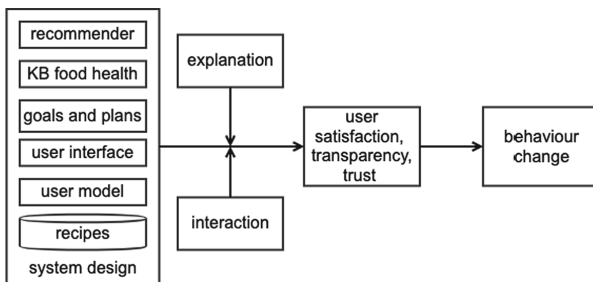 recommender
KB food health
goals and plans
user interface
user model
recipes
system design
explanation
interaction
user
satisfaction,
transparency,
trust
behaviour
change